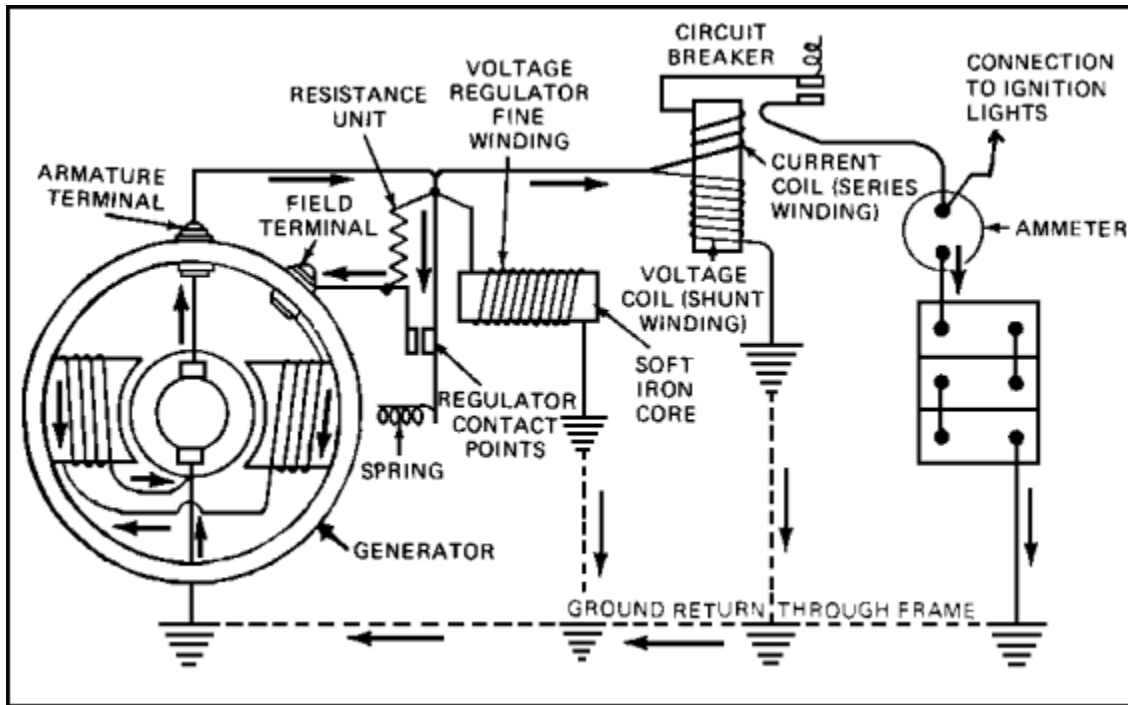 CIRCUIT
BREAKER
CONNECTION
TO IGNITION
LIGHTS
VOLTAGE
REGULATOR
FINE
WINDING
RESISTANCE
UNIT
ARMATURE
TERMINAL
FIELD
TERMINAL
CURRENT
COIL (SERIES
WINDING)
AMMETER
VOLTAGE
COIL (SHUNT
WINDING)
SOFT
IRON
CORE
REGULATOR
CONTACT
POINTS
SPRING
GENERATOR
GROUND RETURN THROUGH FRAME